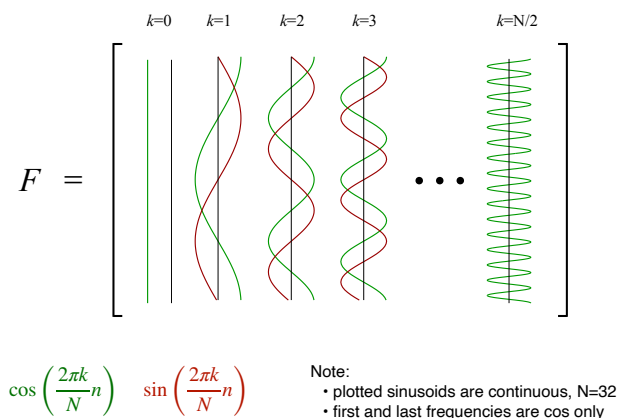 k=0 k=1 k=2 k=3 k=N/2
F = • • •
cos(2πk/N n) sin(2πk/N n)
Note:
• plotted sinusoids are continuous, N=32
• first and last frequencies are cos only